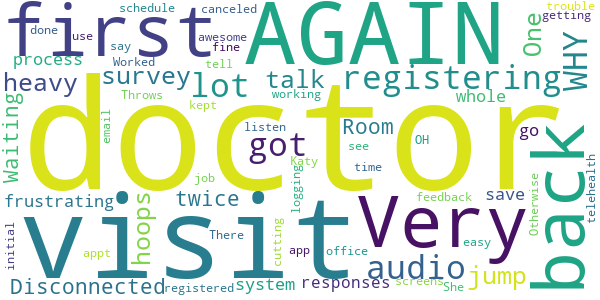 schedule canceled trouble
done use awesome getting
first say Worked fine AGAIN One WHY
process tell
heavy survey lot talk registering
Throws working whole
Waiting doctor
email kept listen Room OH go back
got see
Katy time
frustrating hoops twice job logging save Otherwise telehealth
visit Very feedback
initial There cutting app office easy
appt audio jump
Disconnected registered system responses screens She